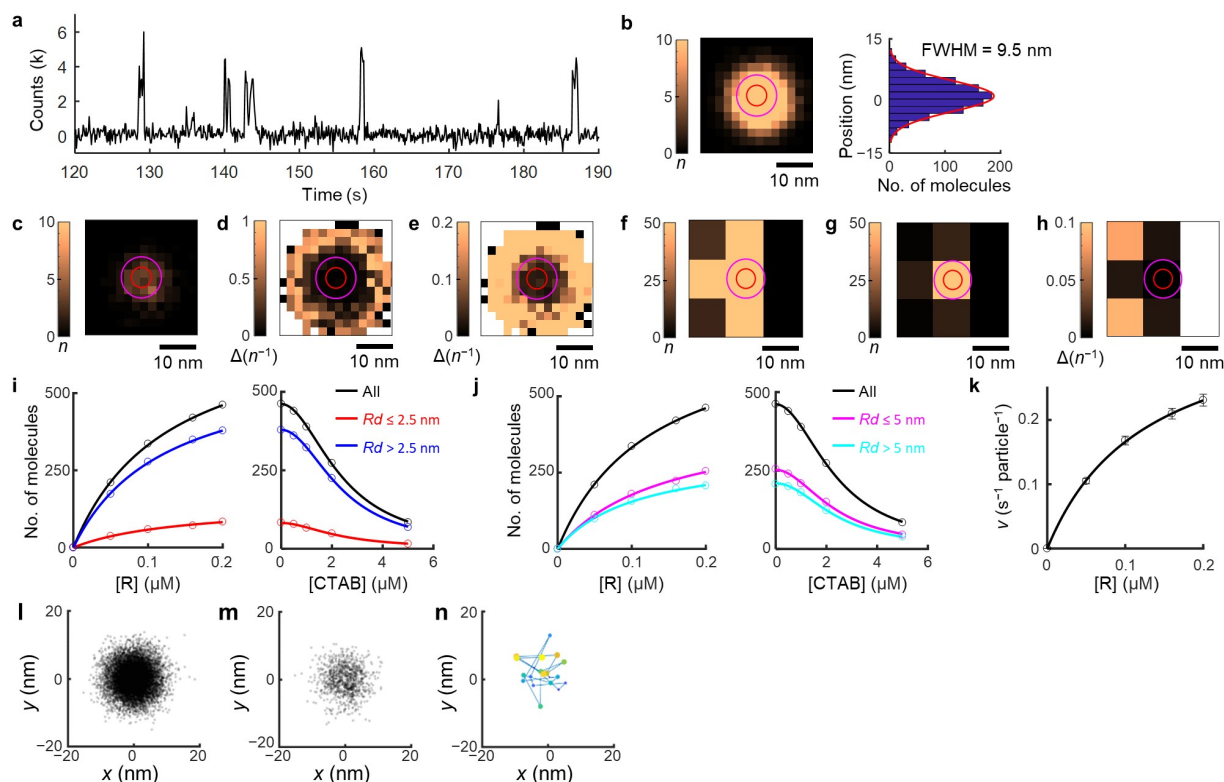 a
Counts (k)
6
4
2
0
120 130 140 150 160 170 180 190
Time (s)
b
10
5
0
n
10 nm
Position (nm)
15
0
−15
FWHM = 9.5 nm
0 50 100 150 200
No. of molecules
c
10
5
0
n
10 nm
d
1
0.5
0
Δ(n⁻¹)
10 nm
e
0.2
0.1
0
Δ(n⁻¹)
10 nm
f
50
25
0
n
10 nm
g
50
25
0
n
10 nm
h
0.1
0.05
0
Δ(n⁻¹)
10 nm
i
No. of molecules
500
250
0
0 0.1 0.2
[R] (μM)
500
250
0
All
Rd ≤ 2.5 nm
Rd > 2.5 nm
0 2 4 6
[CTAB] (μM)
j
No. of molecules
500
250
0
0 0.1 0.2
[R] (μM)
500
250
0
All
Rd ≤ 5 nm
Rd > 5 nm
0 2 4 6
[CTAB] (μM)
k
v (s⁻¹ particle⁻¹)
0.2
0.1
0
0 0.1 0.2
[R] (μM)
l
y (nm)
20
0
−20
−20 0 20
x (nm)
m
y (nm)
20
0
−20
−20 0 20
x (nm)
n
y (nm)
20
0
−20
−20 0 20
x (nm)